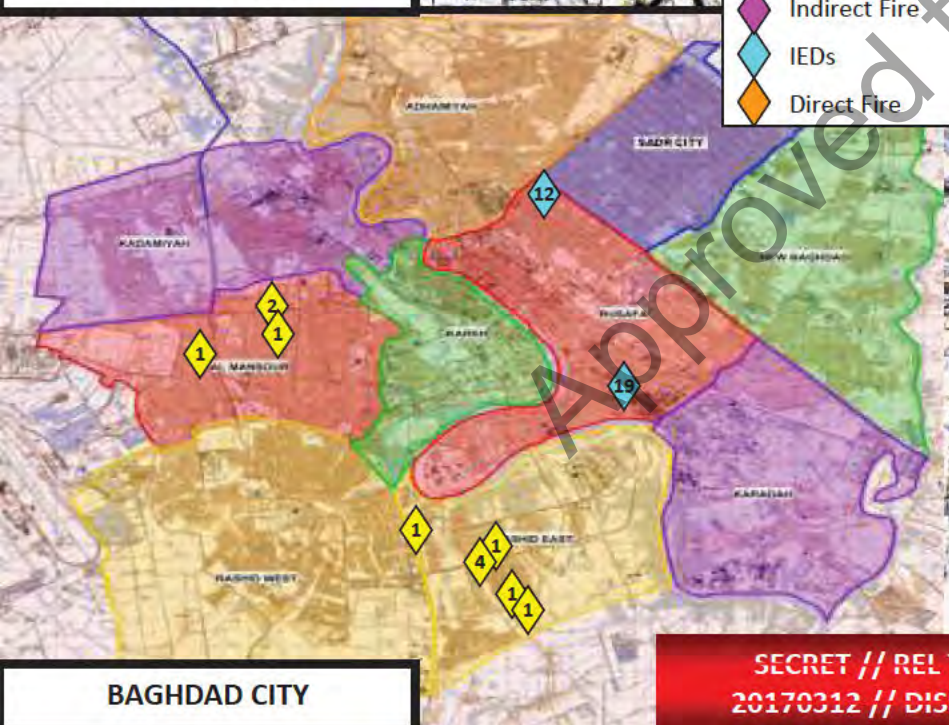 Indirect Fire
IEDs
Direct Fire
Approved t
ADHAMIYAH
SADR CITY
12
KADAMIYAH
NEW BAGHDAD
2
RUSAFA
1
KARKH
1
AL MANSOUR
19
KARADAH
1
1
RASHID EAST
4
RASHID WEST
1
1
BAGHDAD CITY
SECRET // REL
20170312 // DIS